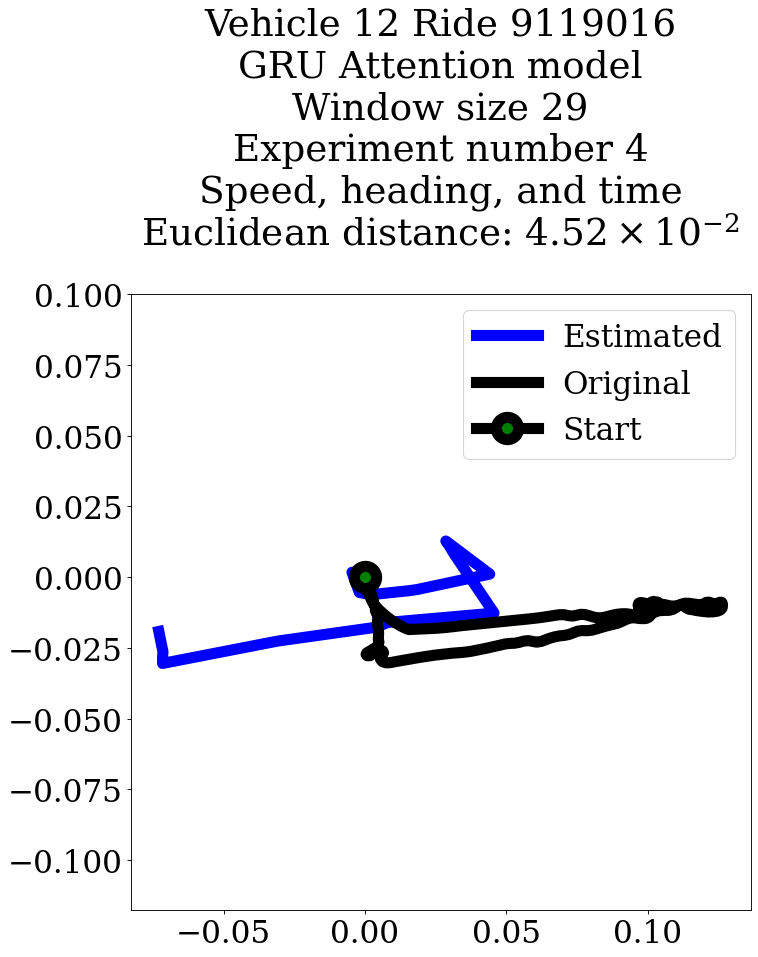 Vehicle 12 Ride 9119016
GRU Attention model
Window size 29
Experiment number 4
Speed, heading, and time
Euclidean distance: 4.52 × 10⁻²
Estimated
Original
Start
0.100
0.075
0.050
0.025
0.000
−0.025
−0.050
−0.075
−0.100
−0.05 0.00 0.05 0.10